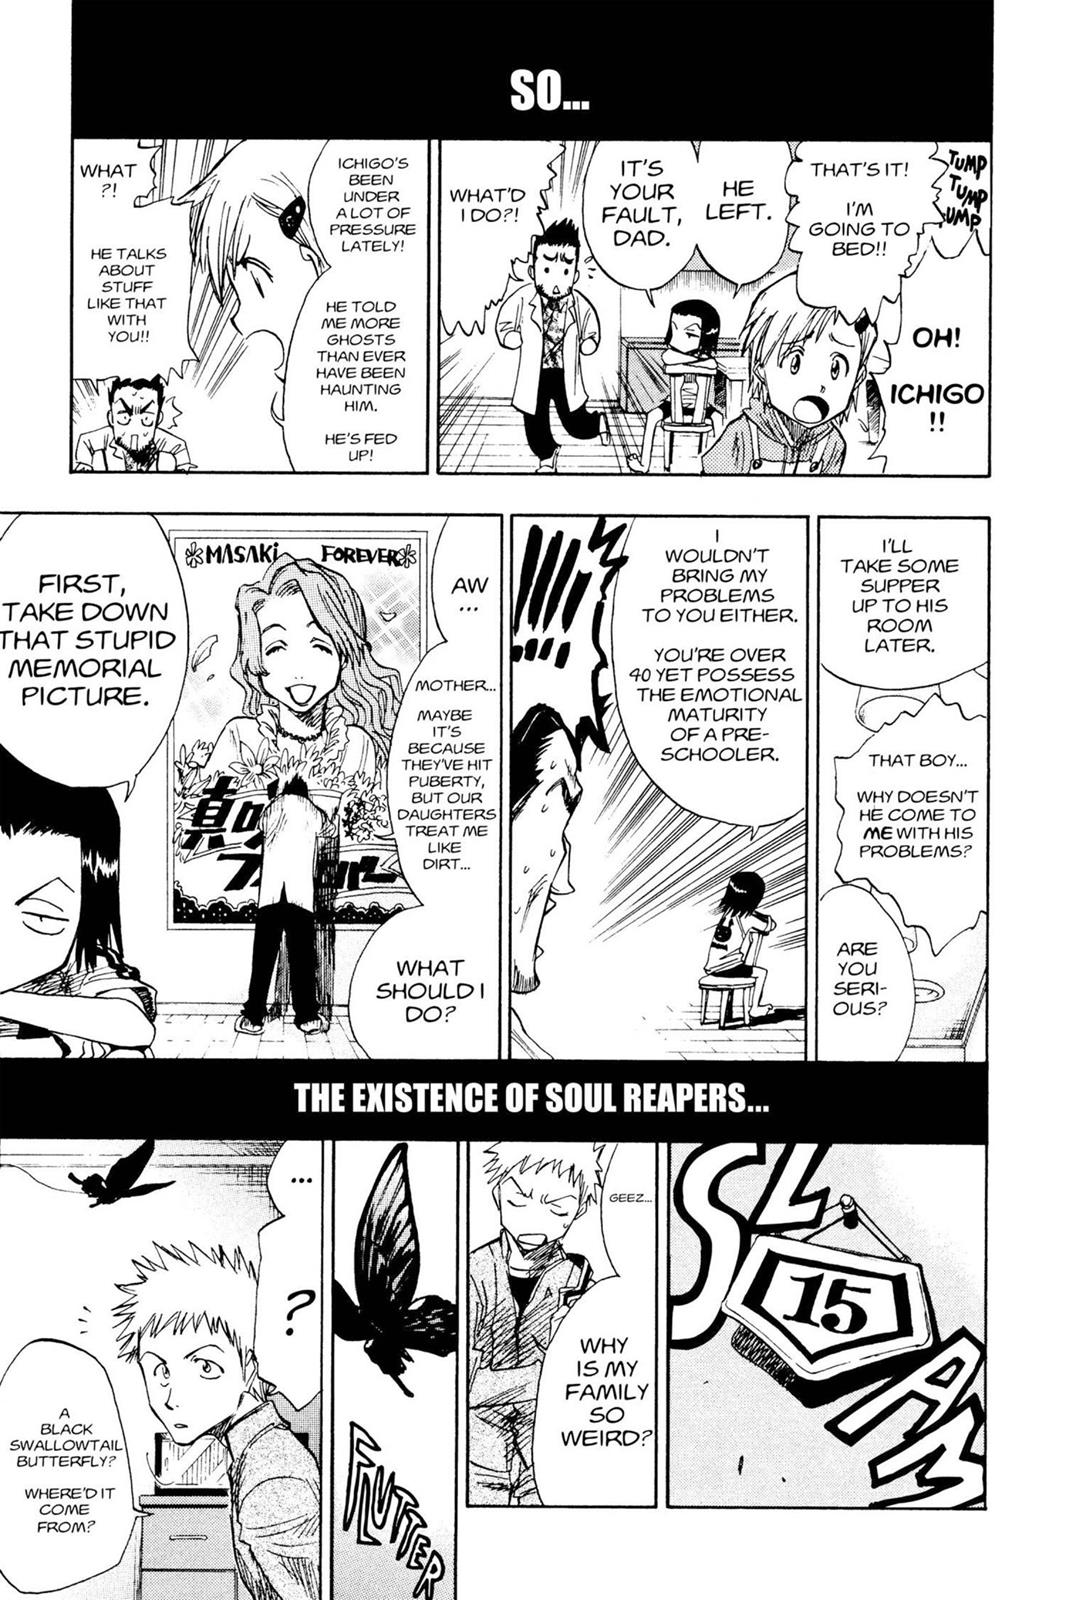 SO...
TUMP
TUMP
TUMP
THAT'S IT!
I'M
GOING TO
BED!!
OH!
ICHIGO
!!
HE
LEFT.
IT'S
YOUR
FAULT,
DAD.
WHAT'D
I DO?!
ICHIGO'S
BEEN
UNDER
A LOT OF
PRESSURE
LATELY!
HE TOLD
ME MORE
GHOSTS
THAN EVER
HAVE BEEN
HAUNTING
HIM.
HE'S FED
UP!
WHAT
?!
HE TALKS
ABOUT
STUFF
LIKE THAT
WITH
YOU!!
I'LL
TAKE SOME
SUPPER
UP TO HIS
ROOM
LATER.
THAT BOY...
WHY DOESN'T
HE COME TO
ME WITH HIS
PROBLEMS?
ARE
YOU
SERI-
OUS?
I
WOULDN'T
BRING MY
PROBLEMS
TO YOU EITHER.
YOU'RE OVER
40 YET POSSESS
THE EMOTIONAL
MATURITY
OF A PRE-
SCHOOLER.
!!!!
!!!!
AW
...
MOTHER...
MAYBE
IT'S
BECAUSE
THEY'VE HIT
PUBERTY,
BUT OUR
DAUGHTERS
TREAT ME
LIKE
DIRT...
WHAT
SHOULD I
DO?
MASAKI FOREVER
真咲
FIRST,
TAKE DOWN
THAT STUPID
MEMORIAL
PICTURE.
THE EXISTENCE OF SOUL REAPERS...
SLAM
15
GEEZ...
WHY
IS MY
FAMILY
SO
WEIRD?
FLUTTER
...
?
A
BLACK
SWALLOWTAIL
BUTTERFLY?
WHERE'D IT
COME
FROM?